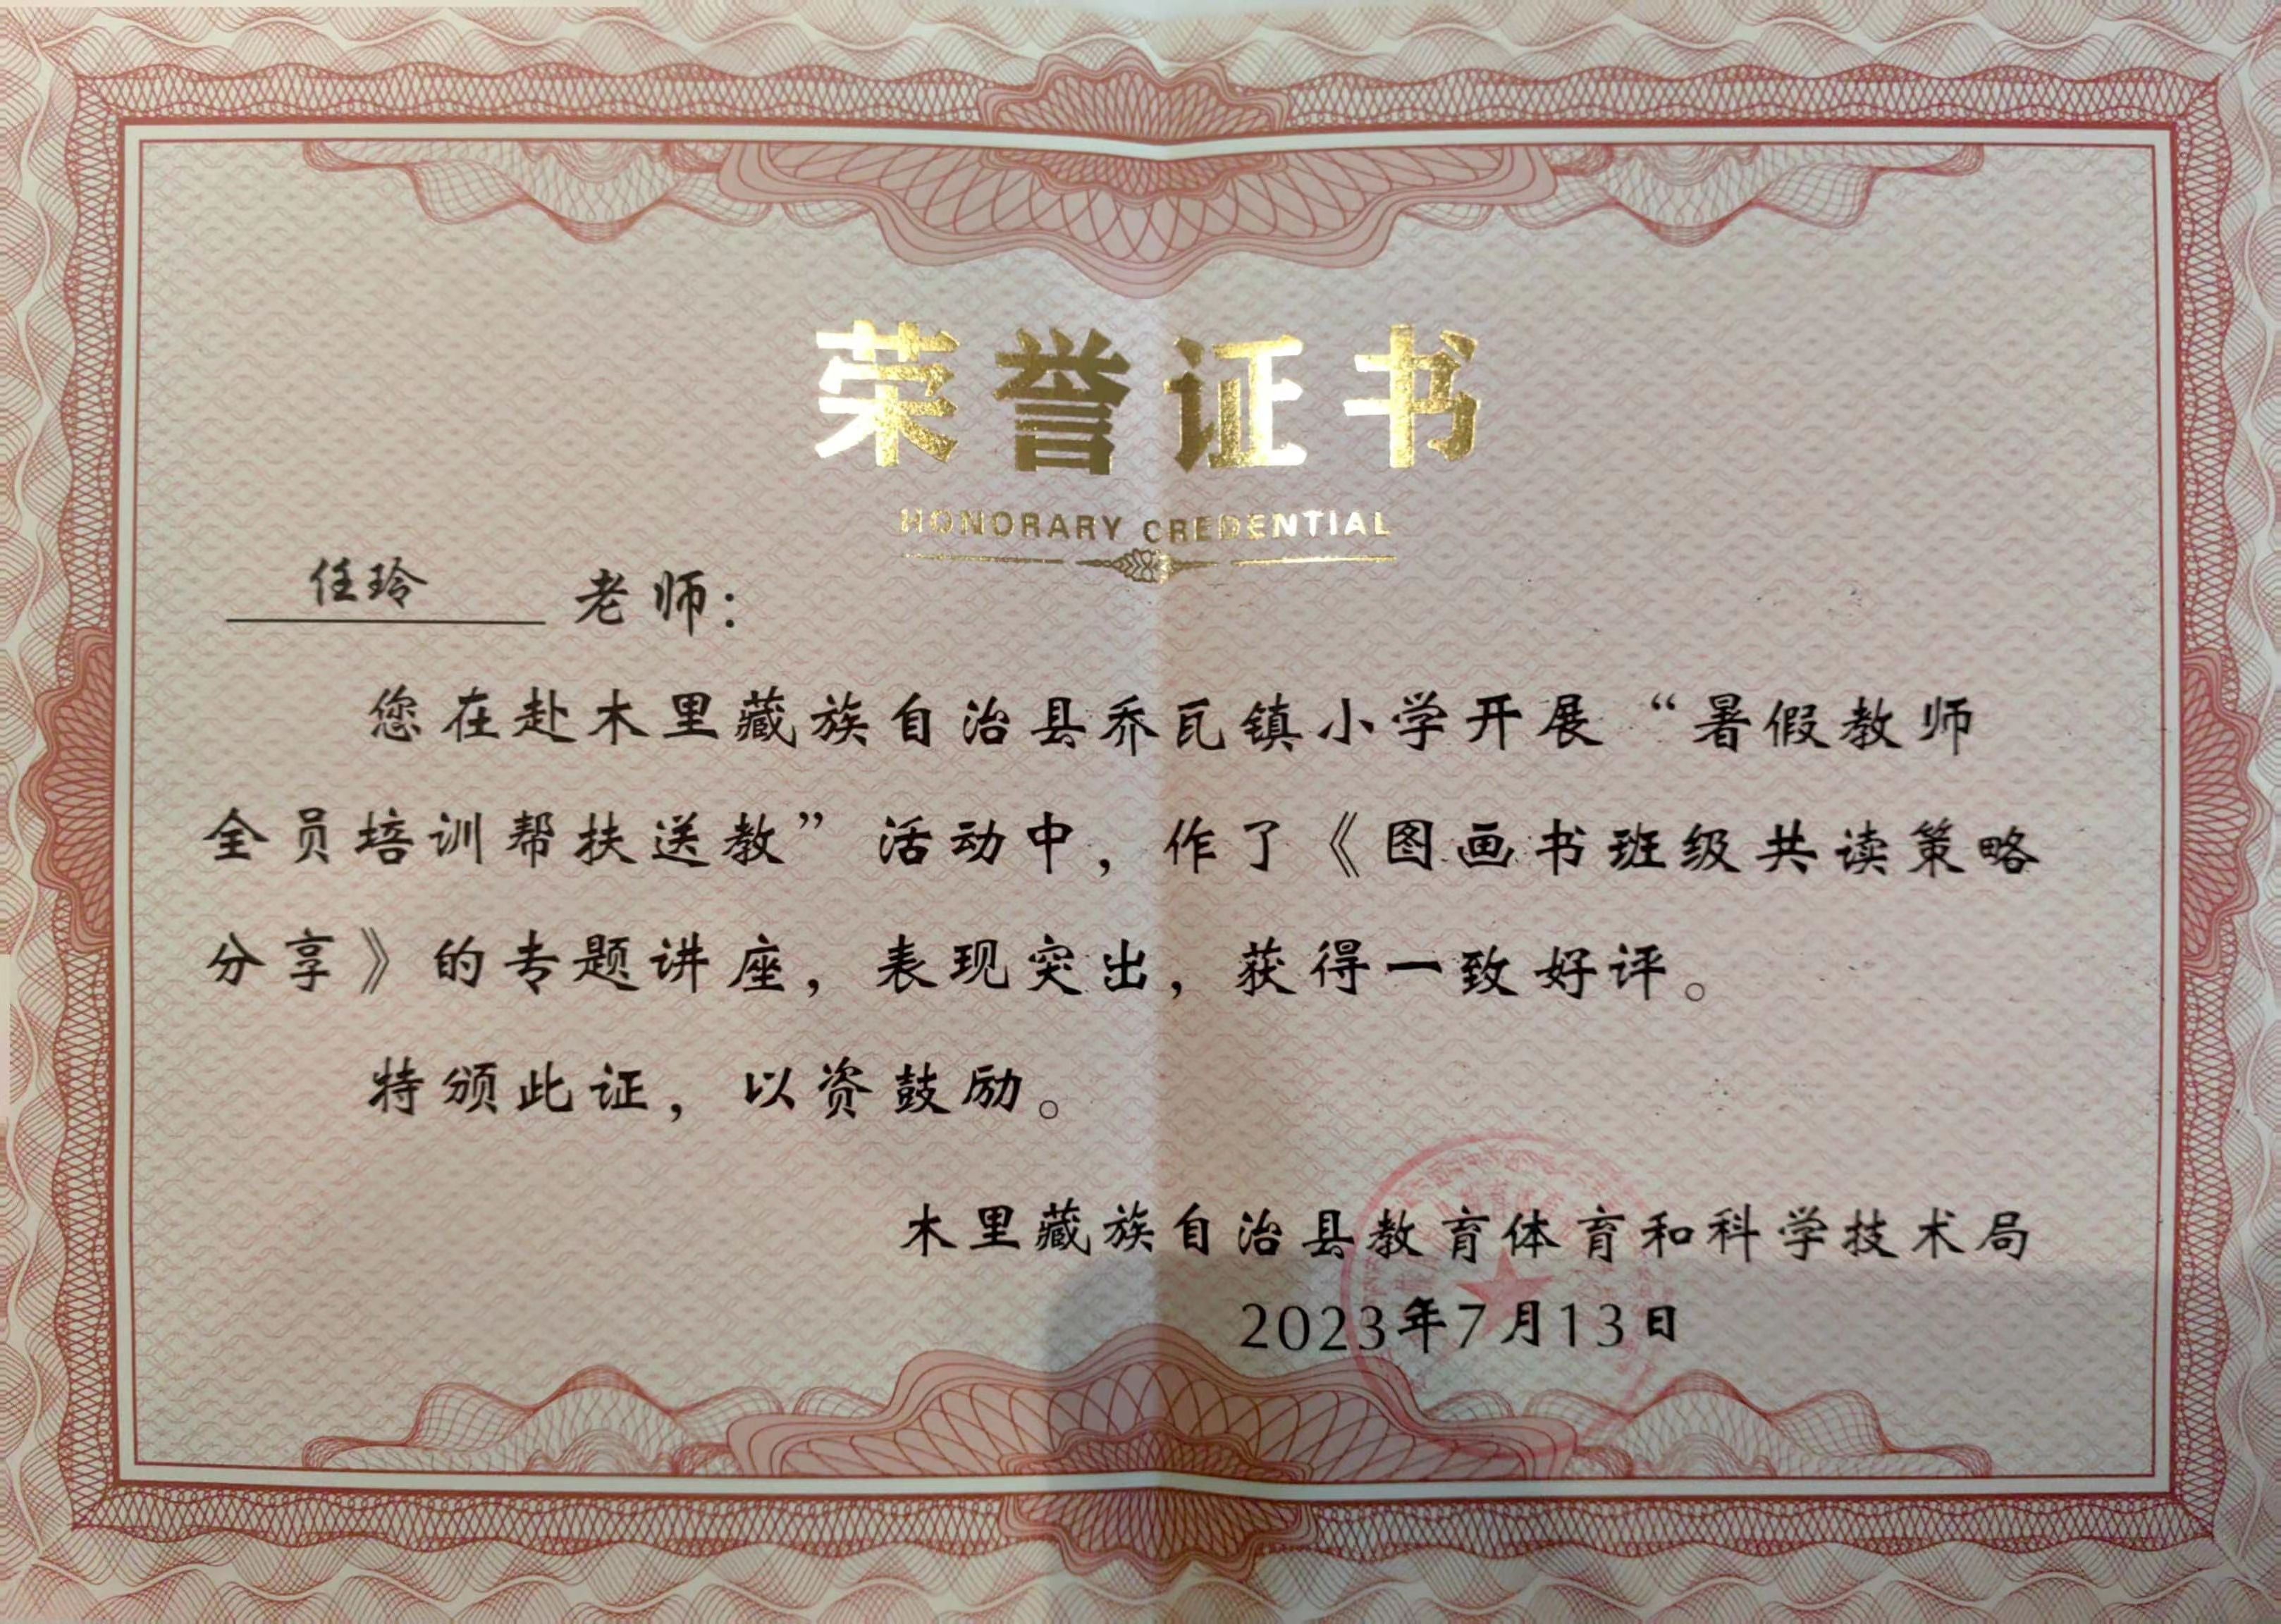 荣誉证书
HONORARY CREDENTIAL
任玲 老师：
您在赴木里藏族自治县乔瓦镇小学开展“暑假教师
全员培训帮扶送教”活动中，作了《图画书班级共读策略
分享》的专题讲座，表现突出，获得一致好评。
特颁此证，以资鼓励。
木里藏族自治县教育体育和科学技术局
2023年7月13日